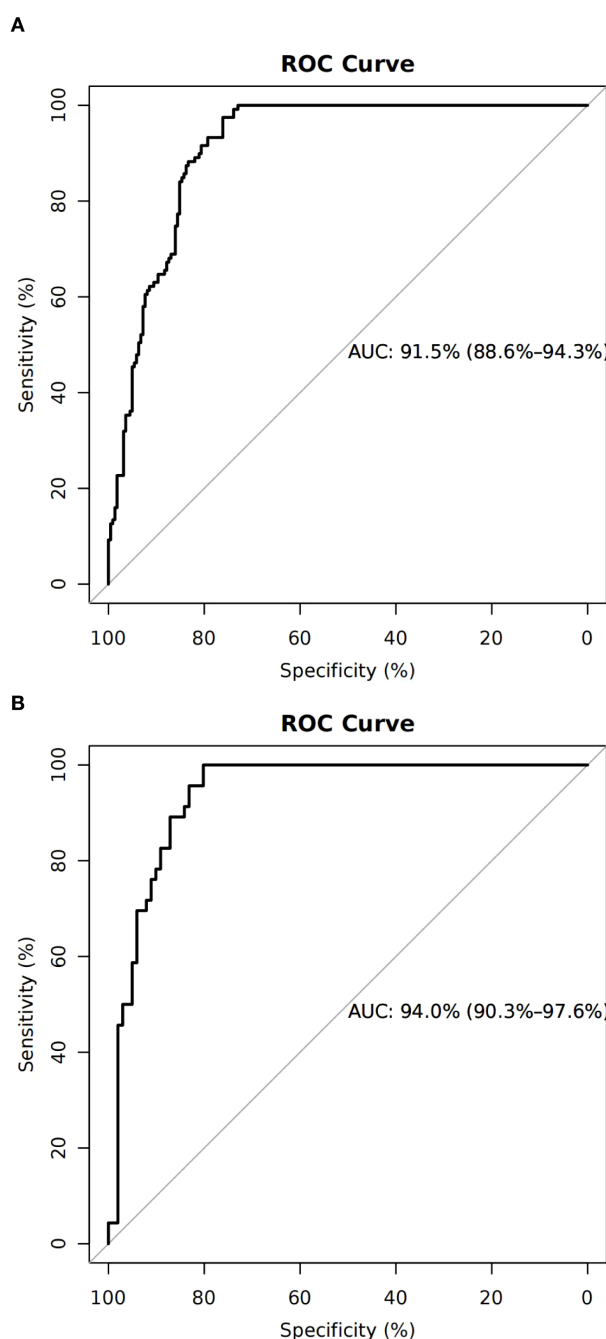 A
ROC Curve
Sensitivity (%)
100
80
60
40
20
0
AUC: 91.5% (88.6%–94.3%)
100 80 60 40 20 0
Specificity (%)
B
ROC Curve
Sensitivity (%)
100
80
60
40
20
0
AUC: 94.0% (90.3%–97.6%)
100 80 60 40 20 0
Specificity (%)